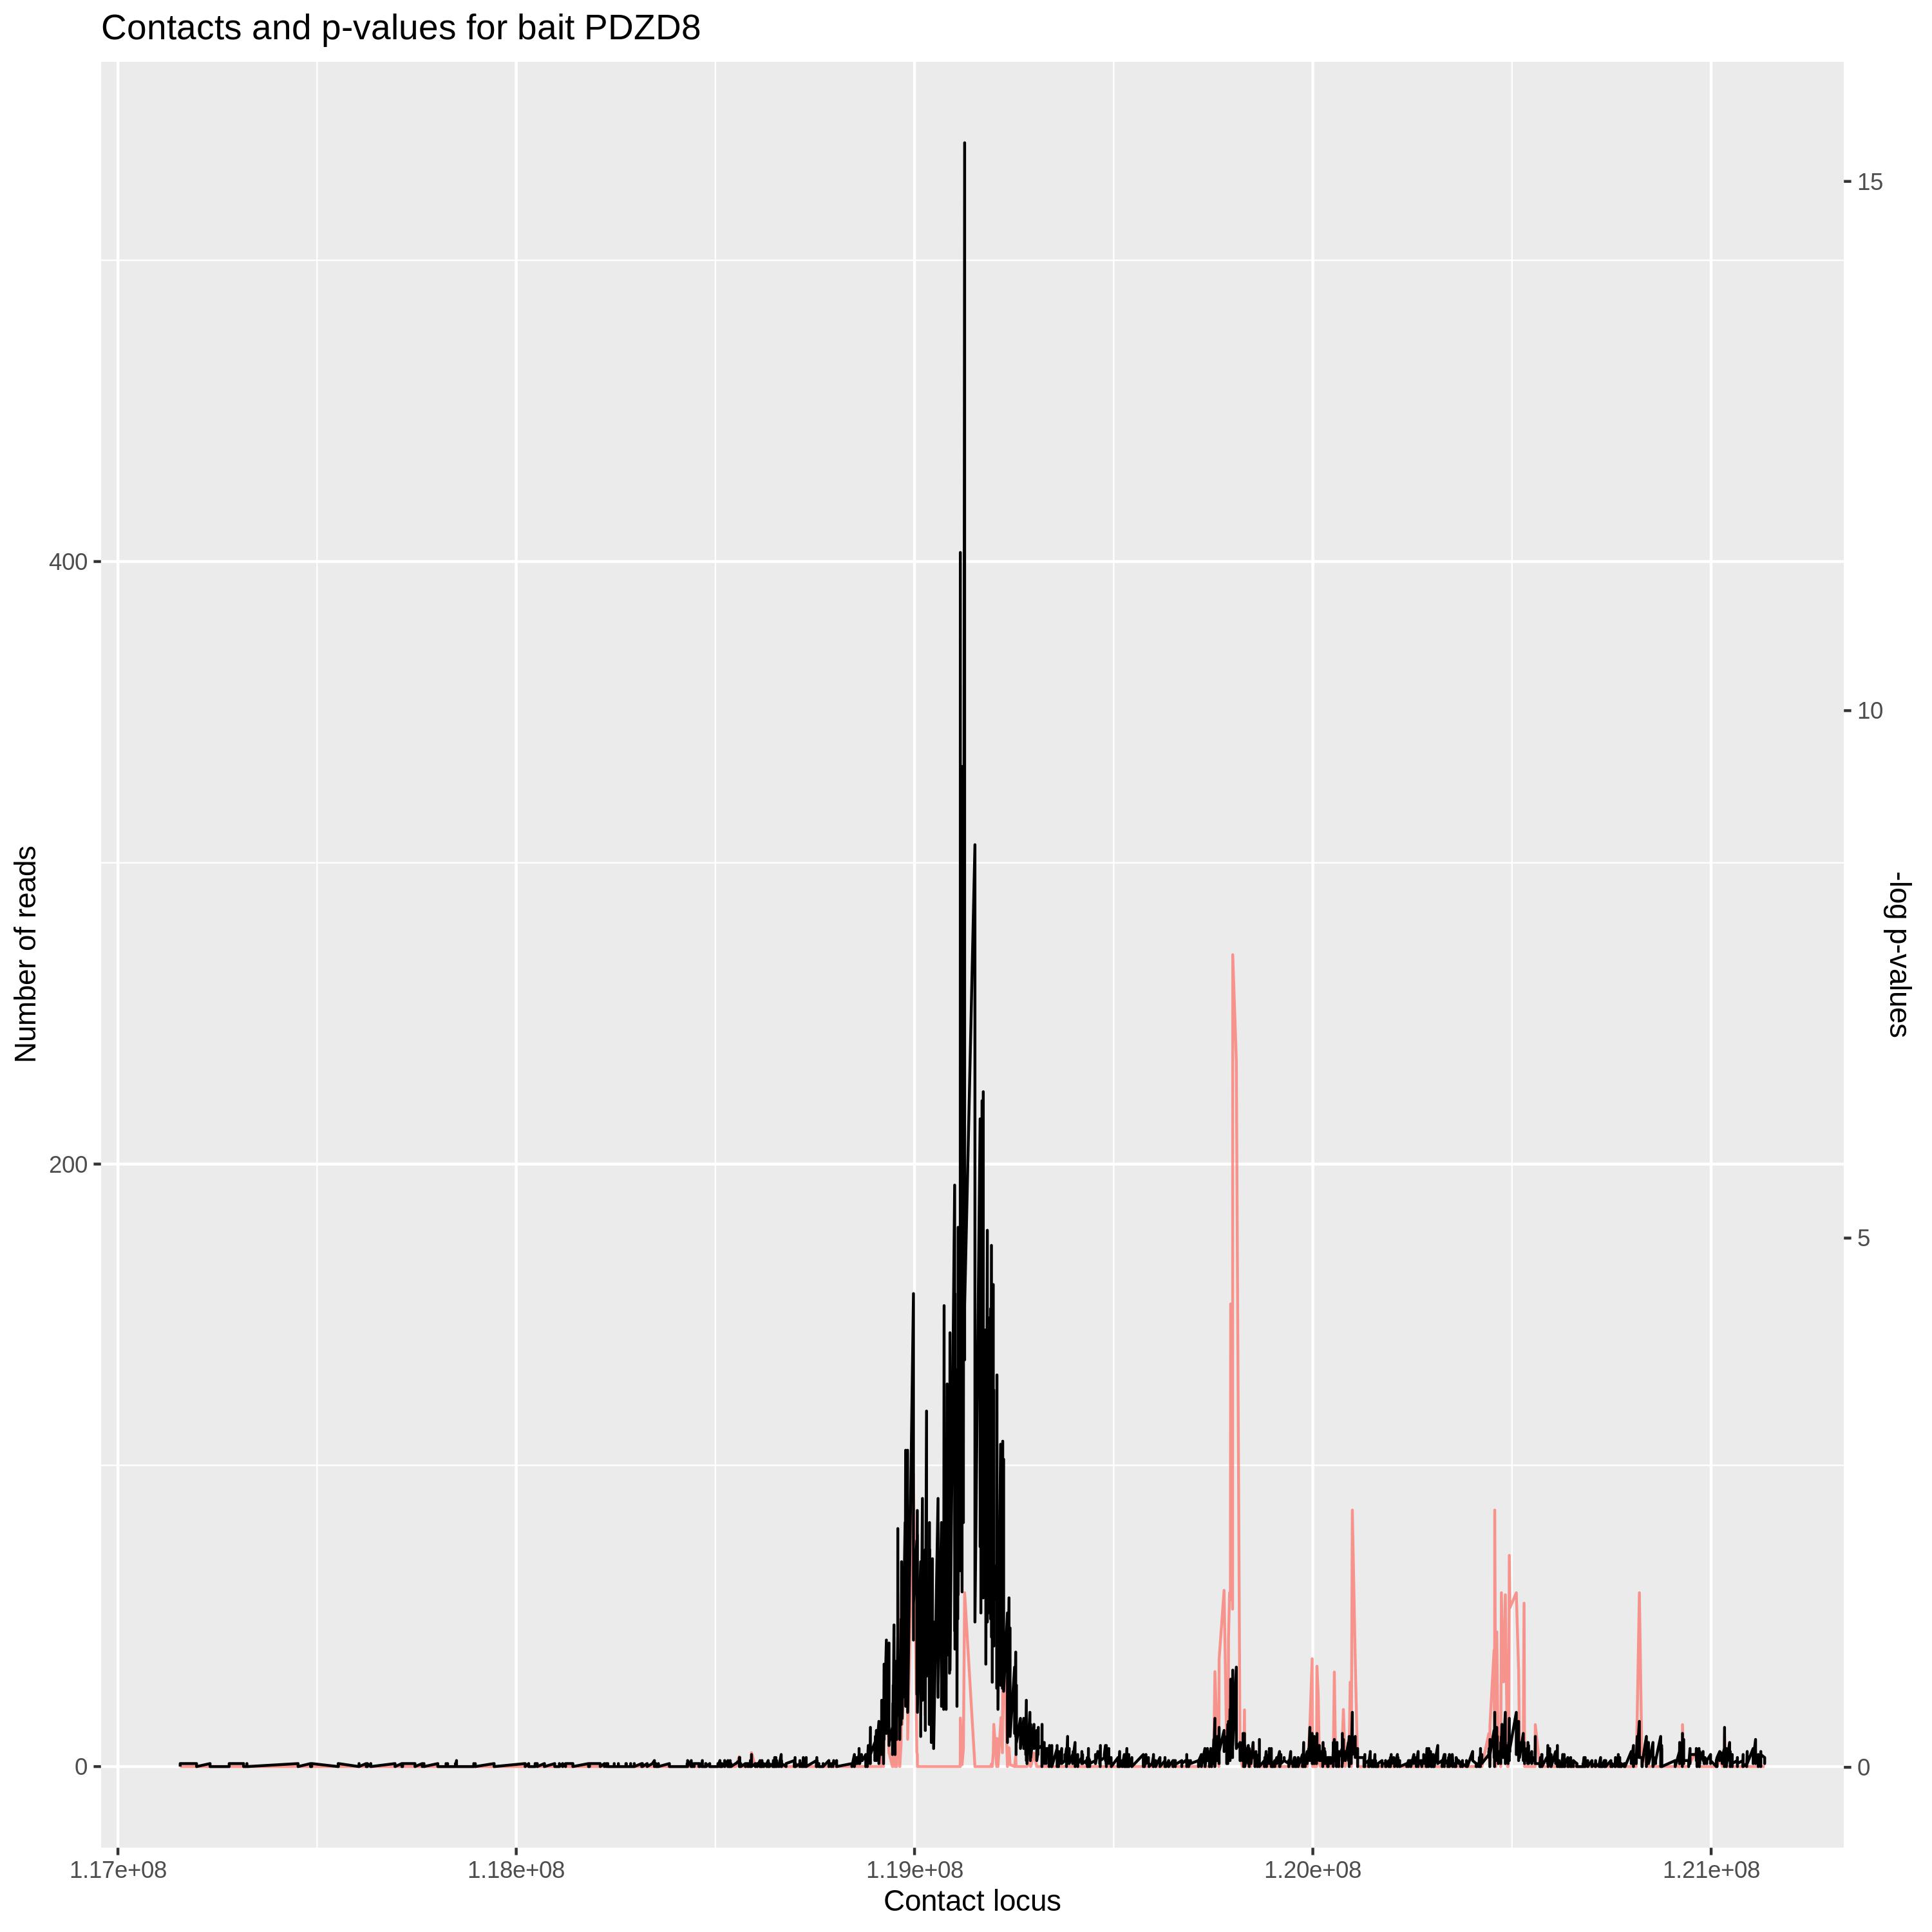 Contacts and p-values for bait PDZD8
15
400
10
Number of reads
-log p-values
200
5
0
0
1.17e+08
1.18e+08
1.19e+08
1.20e+08
1.21e+08
Contact locus